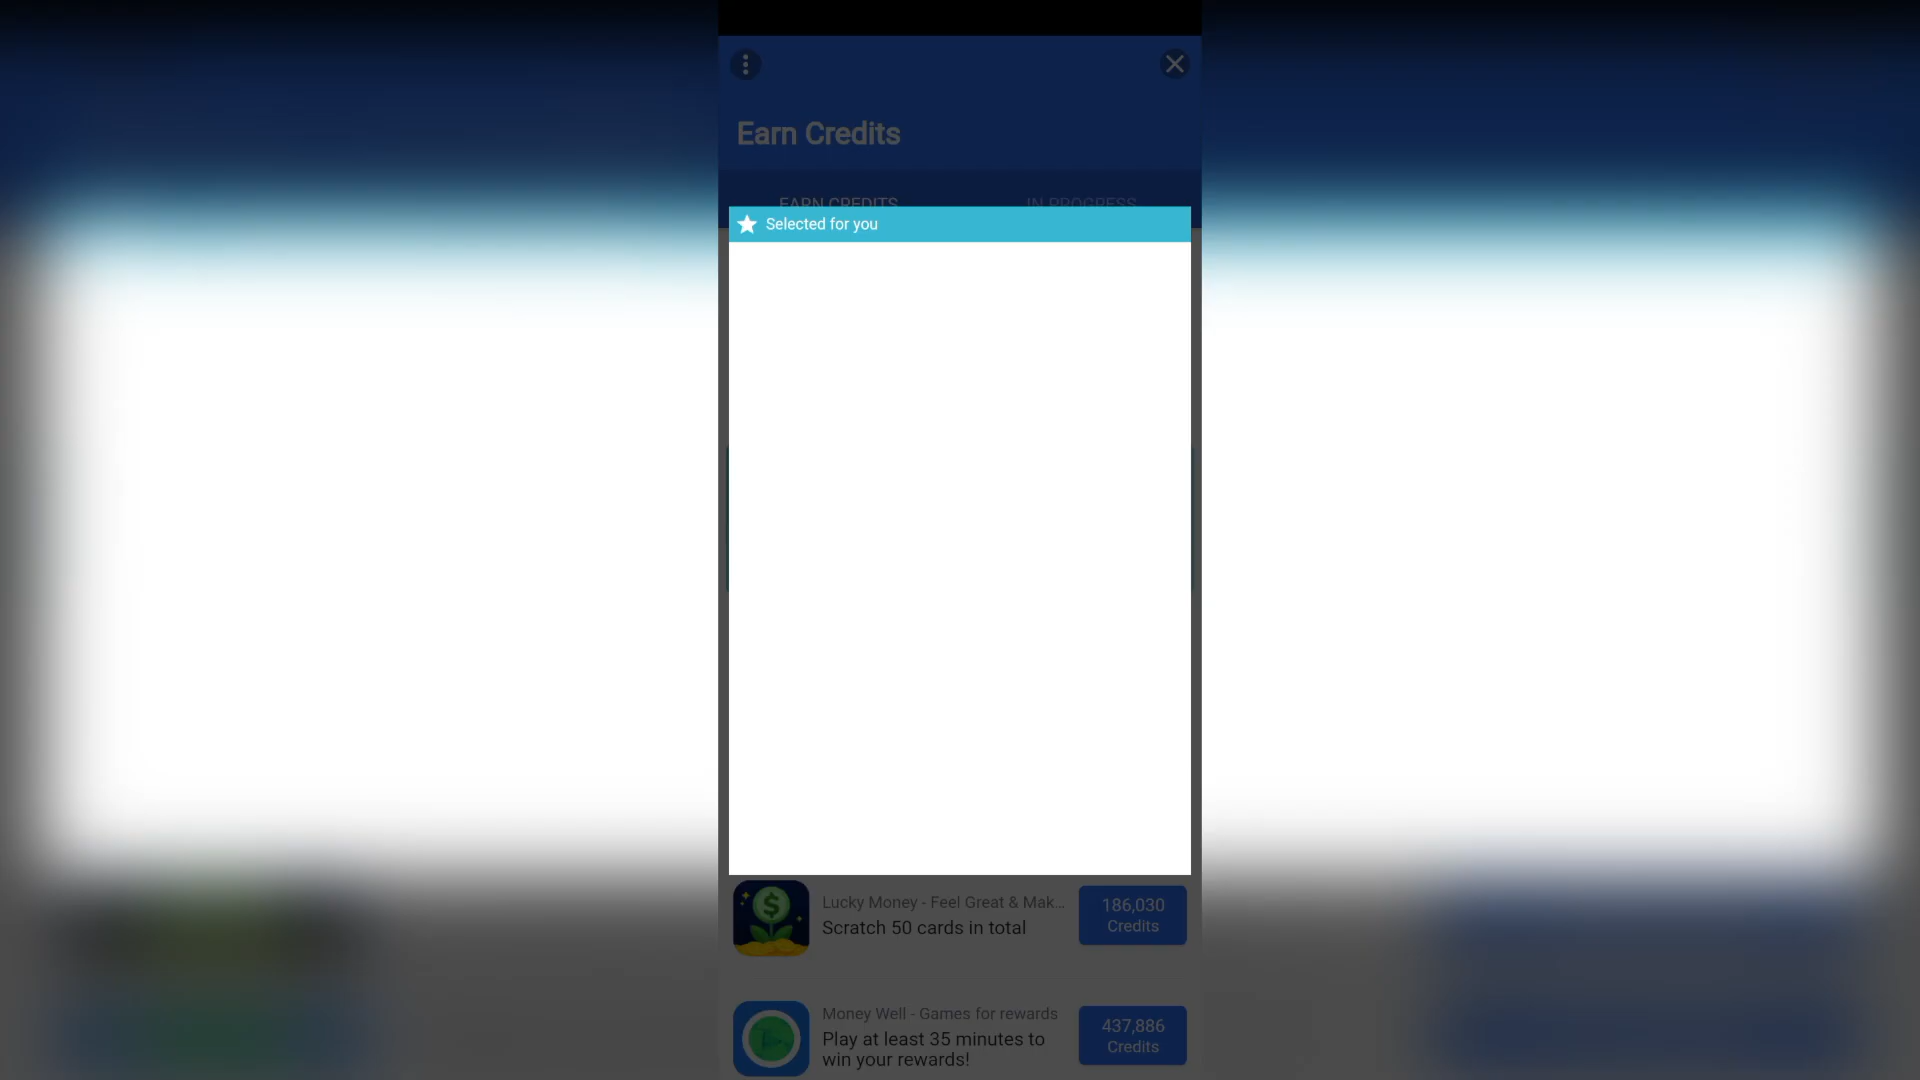 Earn Credits
EARN CREDITS
IN PROGRESS
Selected for you
Lucky Money - Feel Great & Mak...
Scratch 50 cards in total
186,030
Credits
Money Well - Games for rewards
Play at least 35 minutes to
win your rewards!
437,886
Credits